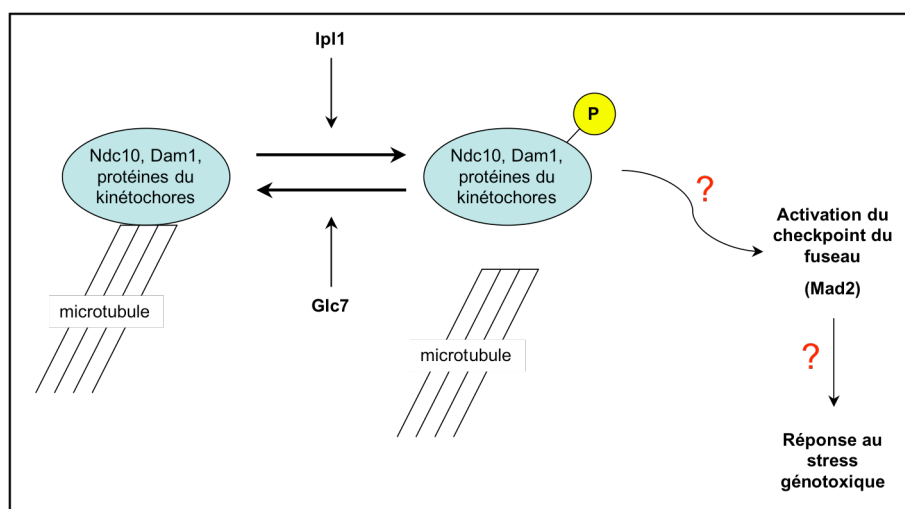 Ipl1
P
Ndc10, Dam1,
protéines du
kinétochores
Ndc10, Dam1,
protéines du
kinétochores
?
Activation du
checkpoint du
fuseau
(Mad2)
microtubule
Glc7
microtubule
?
Réponse au
stress
génotoxique